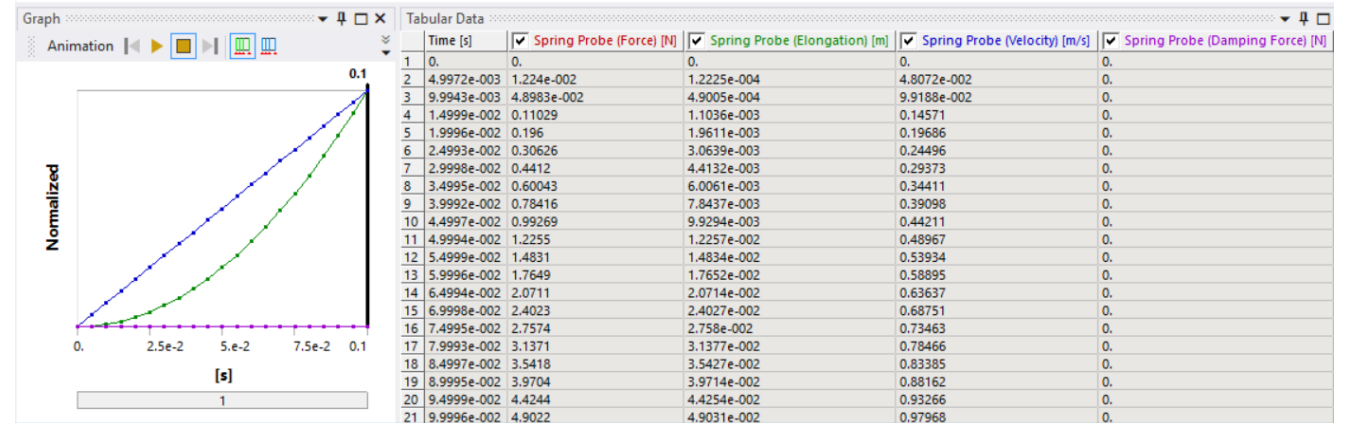 Graph
Tabular Data
Animation
0.1
Normalized
0. 2.5e-2 5.e-2 7.5e-2 0.1
[s]
1
Time [s] Spring Probe (Force) [N] Spring Probe (Elongation) [m] Spring Probe (Velocity) [m/s] Spring Probe (Damping Force) [N]
1 0. 0. 0. 0. 0.
2 4.9972e-003 1.224e-002 1.2225e-004 4.8072e-002 0.
3 9.9943e-003 4.8983e-002 4.9005e-004 9.9188e-002 0.
4 1.4999e-002 0.11029 1.1036e-003 0.14571 0.
5 1.9996e-002 0.196 1.9611e-003 0.19686 0.
6 2.4993e-002 0.30626 3.0639e-003 0.24496 0.
7 2.9998e-002 0.4412 4.4132e-003 0.29373 0.
8 3.4995e-002 0.60043 6.0061e-003 0.34411 0.
9 3.9992e-002 0.78416 7.8437e-003 0.39098 0.
10 4.4997e-002 0.99269 9.9294e-003 0.44211 0.
11 4.9994e-002 1.2255 1.2257e-002 0.48967 0.
12 5.4999e-002 1.4831 1.4834e-002 0.53934 0.
13 5.9996e-002 1.7649 1.7652e-002 0.58895 0.
14 6.4994e-002 2.0711 2.0714e-002 0.63637 0.
15 6.9998e-002 2.4023 2.4027e-002 0.68751 0.
16 7.4995e-002 2.7574 2.758e-002 0.73463 0.
17 7.9993e-002 3.1371 3.1377e-002 0.78466 0.
18 8.4997e-002 3.5418 3.5427e-002 0.83385 0.
19 8.9995e-002 3.9704 3.9714e-002 0.88162 0.
20 9.4999e-002 4.4244 4.4254e-002 0.93266 0.
21 9.9996e-002 4.9022 4.9031e-002 0.97968 0.